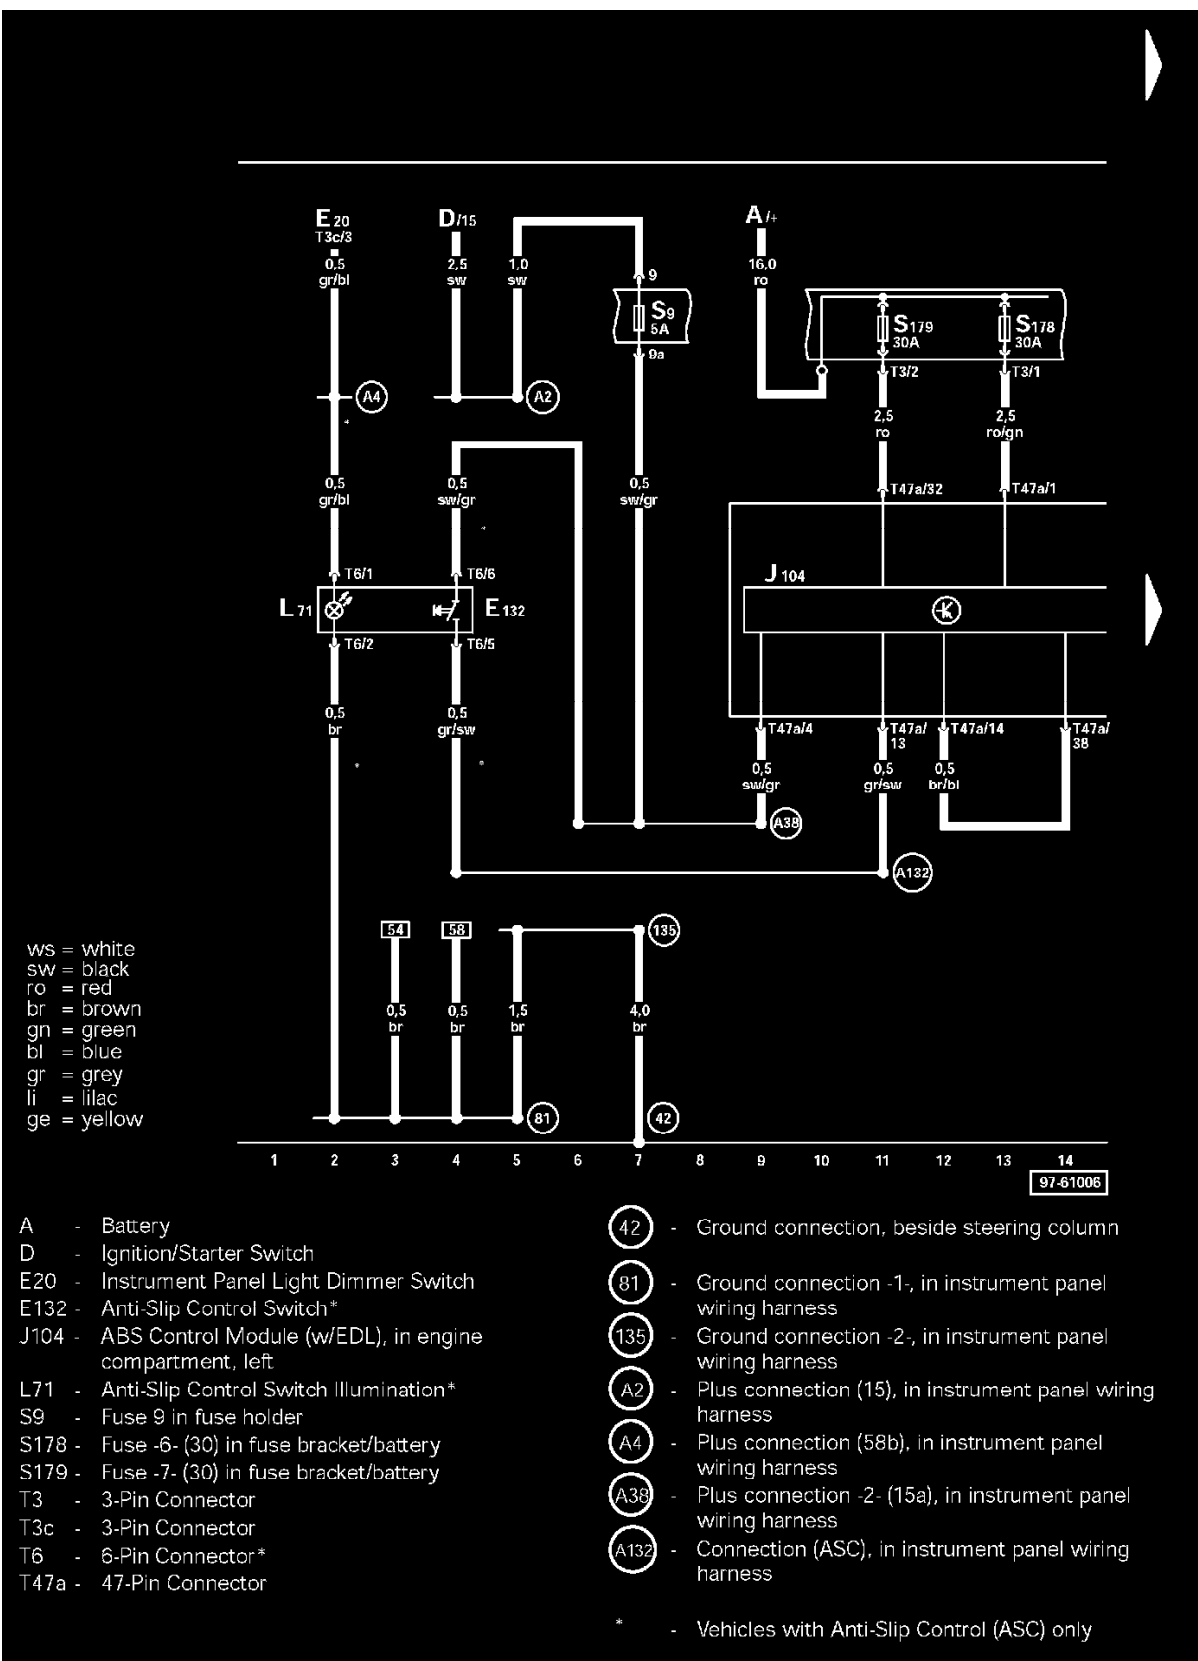 E 20
T3c/3
0,5
gr/bl
D/15
2,5
sw
1,0
sw
9
S9
5A
9a
A/+
16,0
ro
S179
30A
S178
30A
T3/2
T3/1
A4
*
A2
2,5
ro
2,5
ro/gn
0,5
gr/bl
0,5
sw/gr
*
0,5
sw/gr
T47a/32
T47a/1
T6/1
T6/6
J 104
L 71
E 132
T6/2
T6/5
0,5
br
*
0,5
gr/sw
*
T47a/4
T47a/
13
T47a/14
T47a/
38
0,5
sw/gr
0,5
gr/sw
0,5
br/bl
A38
A132
54
58
135
0,5
br
0,5
br
1,5
br
4,0
br
81
42
ws = white
sw = black
ro = red
br = brown
gn = green
bl = blue
gr = grey
li = lilac
ge = yellow
1 2 3 4 5 6 7 8 9 10 11 12 13 14
97-61006
A - Battery
D - Ignition/Starter Switch
E20 - Instrument Panel Light Dimmer Switch
E132 - Anti-Slip Control Switch*
J104 - ABS Control Module (w/EDL), in engine
compartment, left
L71 - Anti-Slip Control Switch Illumination*
S9 - Fuse 9 in fuse holder
S178 - Fuse -6- (30) in fuse bracket/battery
S179 - Fuse -7- (30) in fuse bracket/battery
T3 - 3-Pin Connector
T3c - 3-Pin Connector
T6 - 6-Pin Connector*
T47a - 47-Pin Connector
42 - Ground connection, beside steering column
81 - Ground connection -1-, in instrument panel
wiring harness
135 - Ground connection -2-, in instrument panel
wiring harness
A2 - Plus connection (15), in instrument panel wiring
harness
A4 - Plus connection (58b), in instrument panel
wiring harness
A38 - Plus connection -2- (15a), in instrument panel
wiring harness
A132 - Connection (ASC), in instrument panel wiring
harness
* - Vehicles with Anti-Slip Control (ASC) only